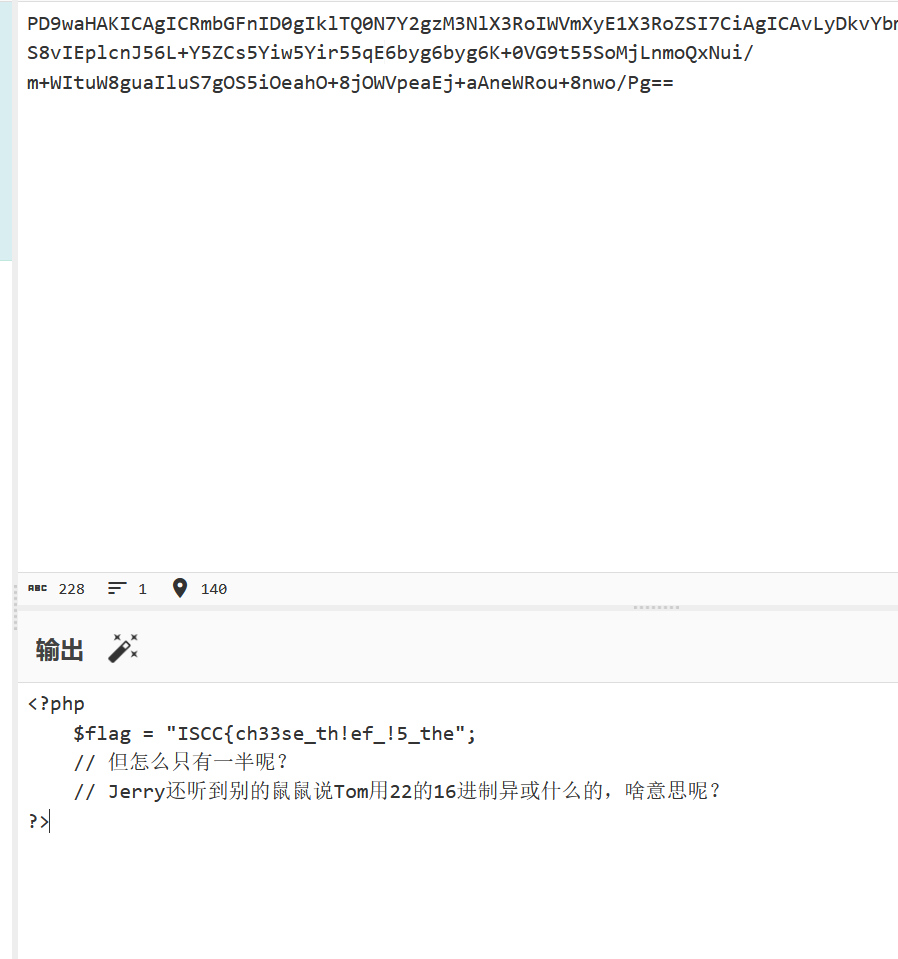 PD9waHAKICAgICRmbGFnID0gIklTQ0N7Y2gzM3NlX3RoIWVmXyE1X3RoZSI7CiAgICAvLyDkvYbm
S8vIEplcnJ56L+Y5ZCs5Yiw5Yir55qE6byg6byg6K+0VG9t55SoMjLnmoQxNui/
m+WItuW8guaIluS7gOS5iOeahO+8jOWVpeaEj+aAneWRou+8nwo/Pg==
ABC 228 1 140
输出
<?php
    $flag = "ISCC{ch33se_th!ef_!5_the";
    // 但怎么只有一半呢？
    // Jerry还听到别的鼠鼠说Tom用22的16进制异或什么的，啥意思呢？
?>